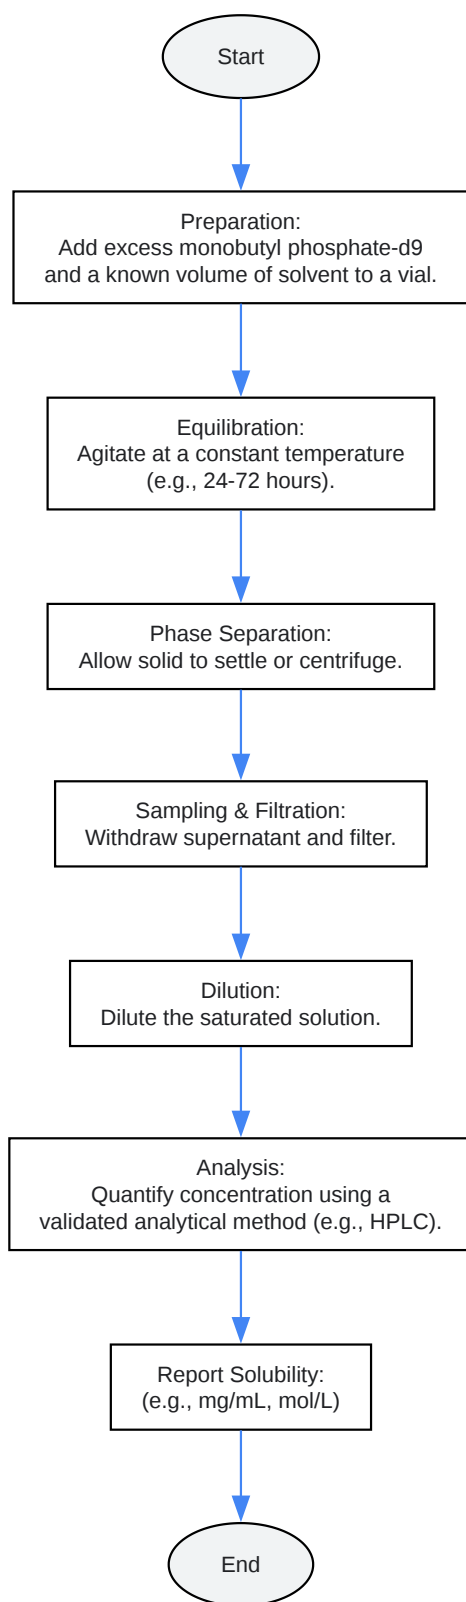 Start
Preparation:
Add excess monobutyl phosphate-d9
and a known volume of solvent to a vial.
Equilibration:
Agitate at a constant temperature
(e.g., 24-72 hours).
Phase Separation:
Allow solid to settle or centrifuge.
Sampling & Filtration:
Withdraw supernatant and filter.
Dilution:
Dilute the saturated solution.
Analysis:
Quantify concentration using a
validated analytical method (e.g., HPLC).
Report Solubility:
(e.g., mg/mL, mol/L)
End